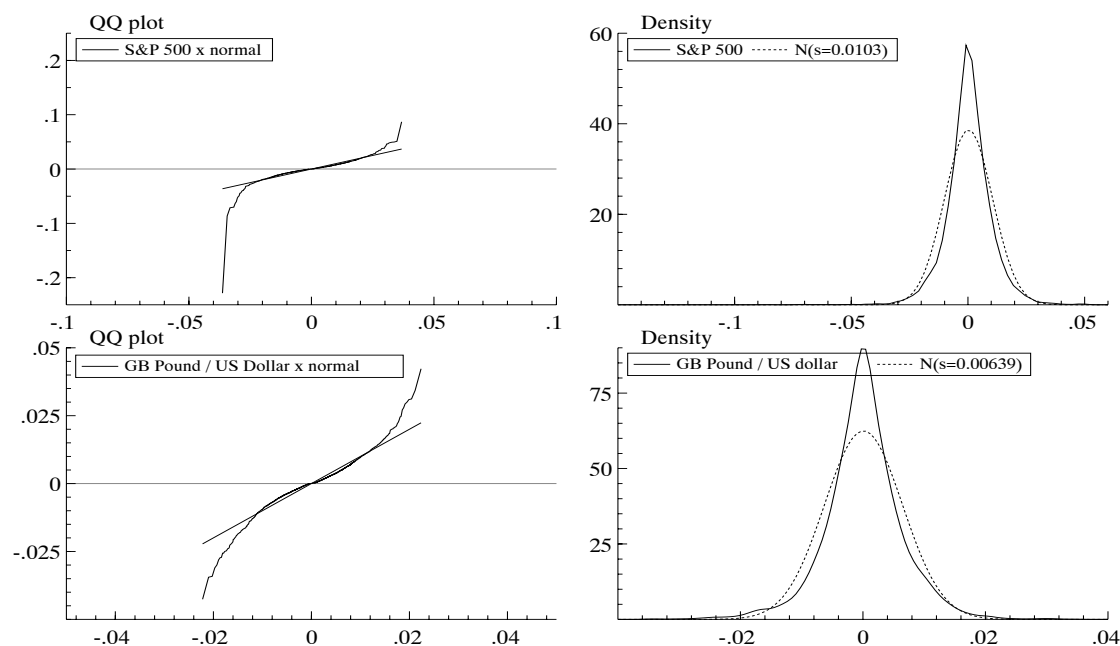 QQ plot
S&P 500 x normal
.2
.1
0
-.1
-.2
-.1 -.05 0 .05 .1
Density
S&P 500 N(s=0.0103)
60
40
20
-.1 -.05 0 .05
QQ plot
GB Pound / US Dollar x normal
.05
.025
0
-.025
-.04 -.02 0 .02 .04
Density
GB Pound / US dollar N(s=0.00639)
75
50
25
-.02 0 .02 .04